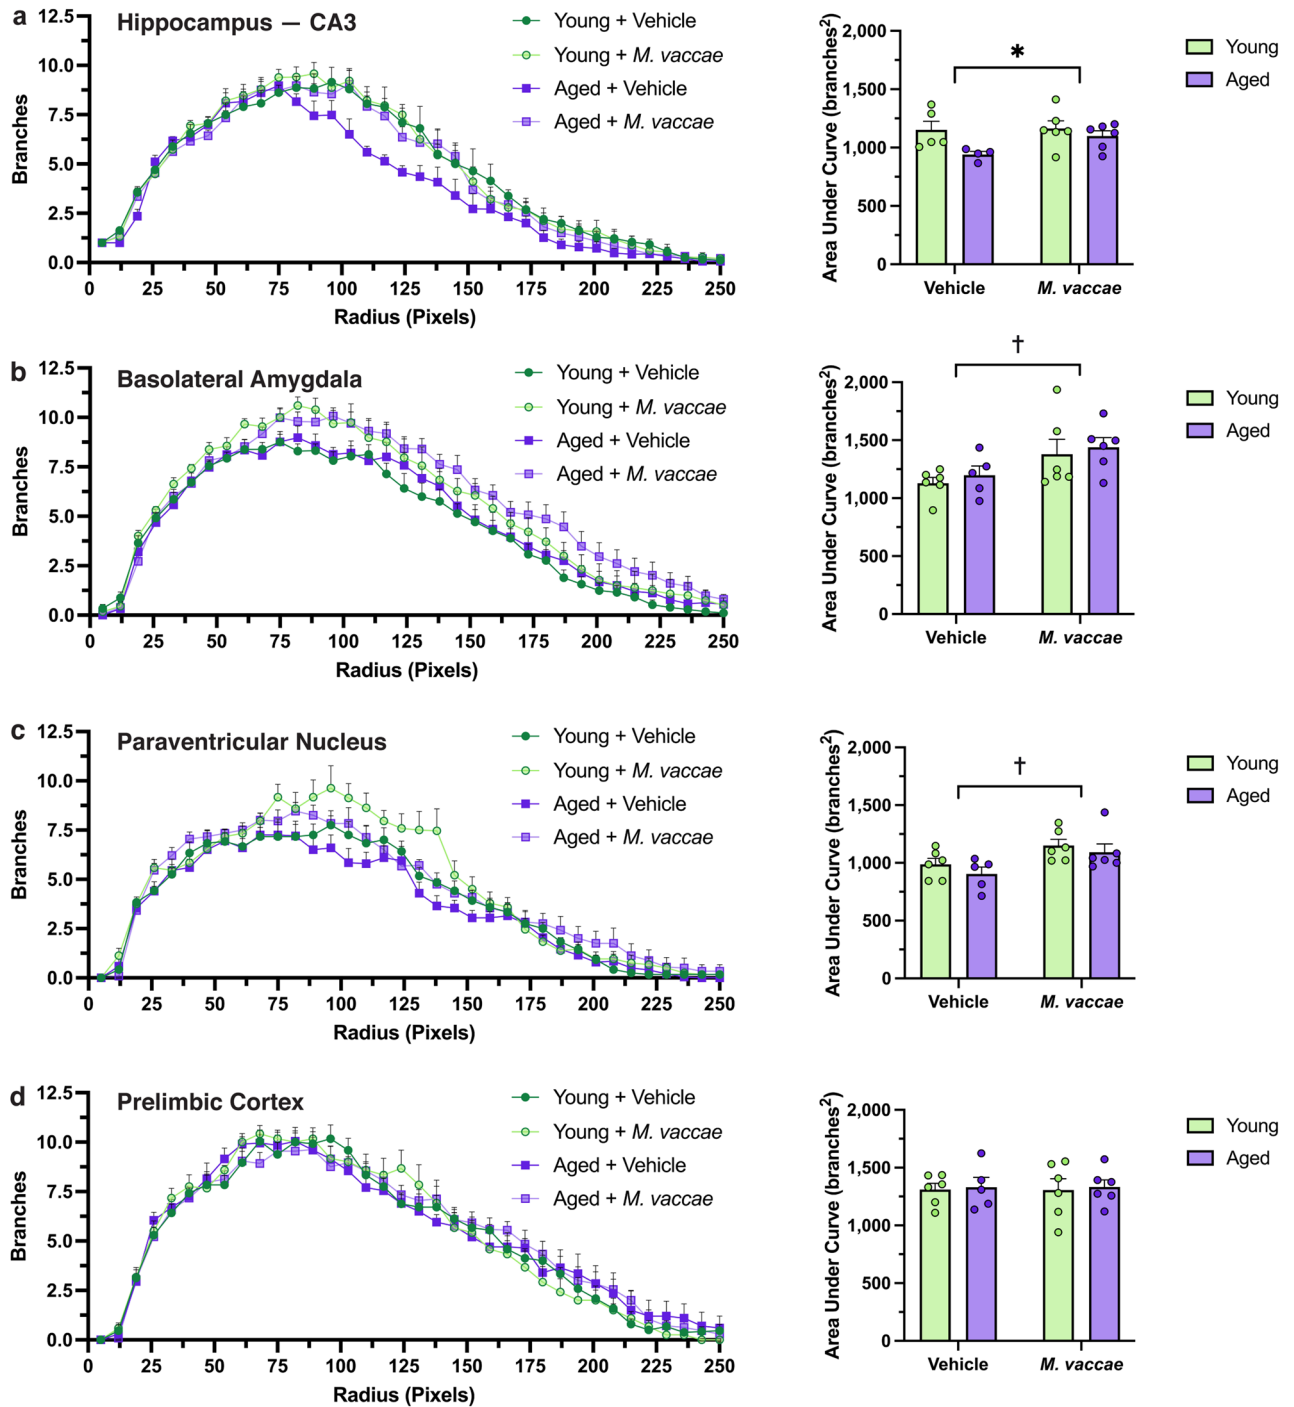 a
Hippocampus — CA3
Young + Vehicle
Young + M. vaccae
Aged + Vehicle
Aged + M. vaccae
Branches
12.5
10.0
7.5
5.0
2.5
0.0
0 25 50 75 100 125 150 175 200 225 250
Radius (Pixels)
Area Under Curve (branches²)
2,000
1,500
1,000
500
0
*
Vehicle M. vaccae
Young
Aged
b
Basolateral Amygdala
Young + Vehicle
Young + M. vaccae
Aged + Vehicle
Aged + M. vaccae
Branches
12.5
10.0
7.5
5.0
2.5
0.0
0 25 50 75 100 125 150 175 200 225 250
Radius (Pixels)
Area Under Curve (branches²)
2,000
1,500
1,000
500
0
†
Vehicle M. vaccae
Young
Aged
c
Paraventricular Nucleus
Young + Vehicle
Young + M. vaccae
Aged + Vehicle
Aged + M. vaccae
Branches
12.5
10.0
7.5
5.0
2.5
0.0
0 25 50 75 100 125 150 175 200 225 250
Radius (Pixels)
Area Under Curve (branches²)
2,000
1,500
1,000
500
0
†
Vehicle M. vaccae
Young
Aged
d
Prelimbic Cortex
Young + Vehicle
Young + M. vaccae
Aged + Vehicle
Aged + M. vaccae
Branches
12.5
10.0
7.5
5.0
2.5
0.0
0 25 50 75 100 125 150 175 200 225 250
Radius (Pixels)
Area Under Curve (branches²)
2,000
1,500
1,000
500
0
Vehicle M. vaccae
Young
Aged